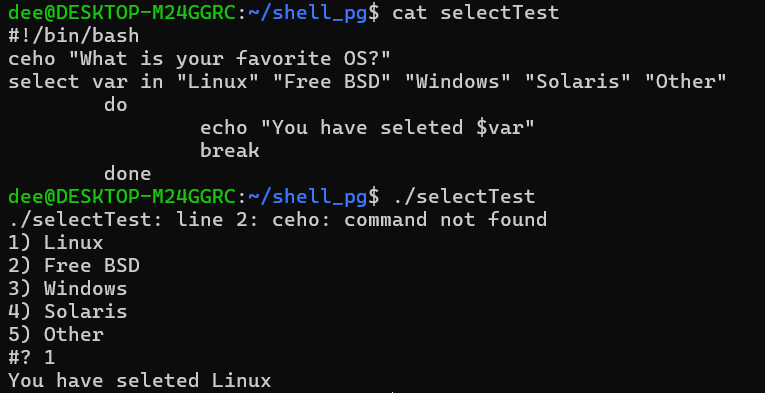 dee@DESKTOP-M24GGRC:~/shell_pg$ cat selectTest
#!/bin/bash
ceho "What is your favorite OS?"
select var in "Linux" "Free BSD" "Windows" "Solaris" "Other"
        do
                echo "You have seleted $var"
                break
        done
dee@DESKTOP-M24GGRC:~/shell_pg$ ./selectTest
./selectTest: line 2: ceho: command not found
1) Linux
2) Free BSD
3) Windows
4) Solaris
5) Other
#? 1
You have seleted Linux